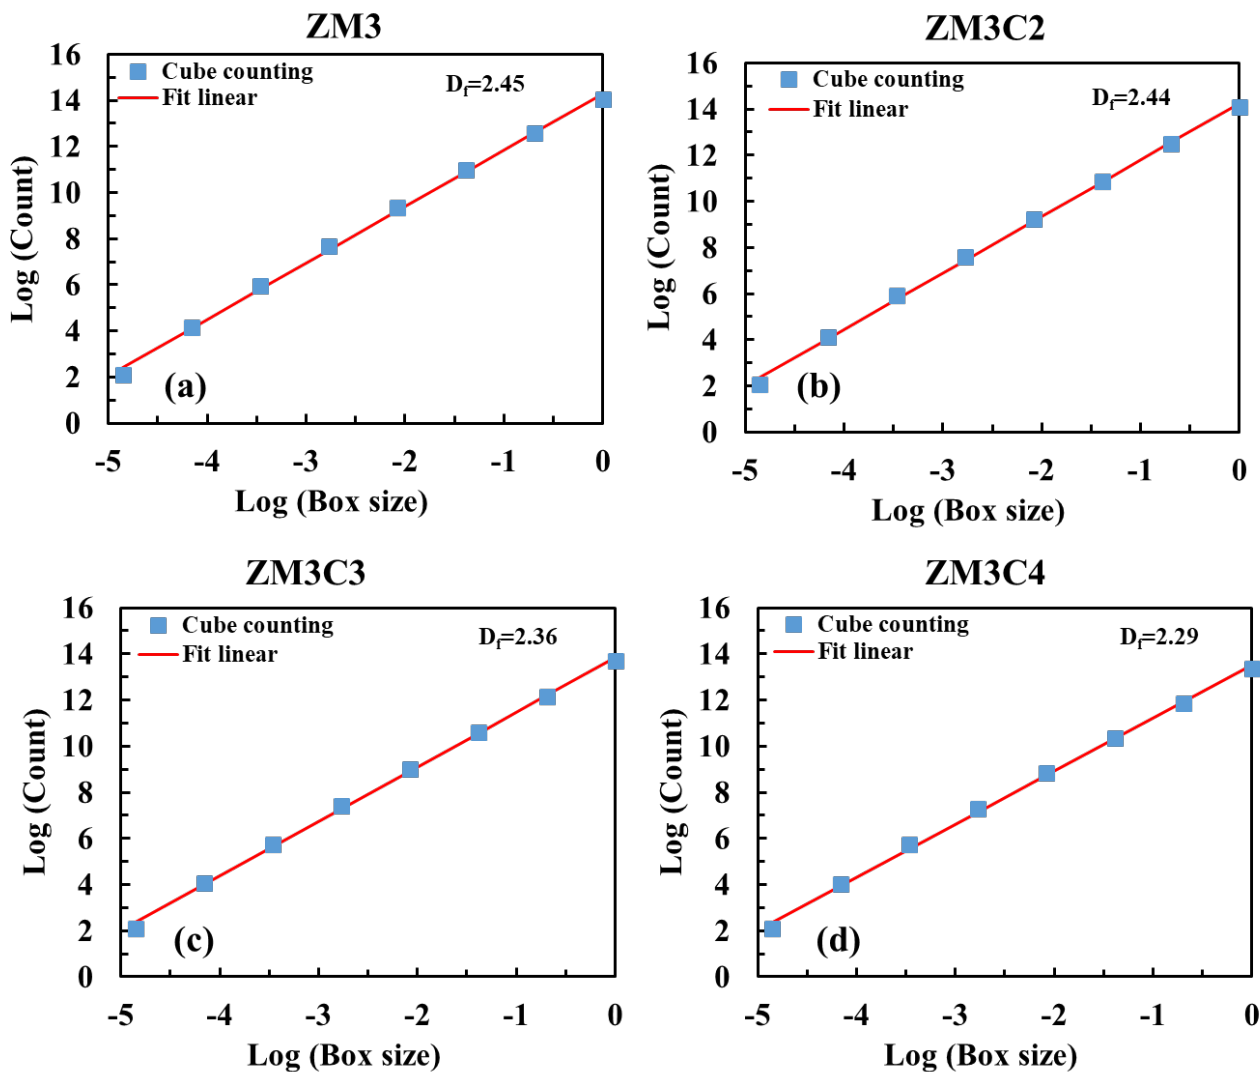 ZM3
16
14
12
10
8
6
4
2
0
Cube counting
Fit linear
D_f=2.45
Log (Count)
(a)
-5 -4 -3 -2 -1 0
Log (Box size)
ZM3C2
16
14
12
10
8
6
4
2
0
Cube counting
Fit linear
D_f=2.44
Log (Count)
(b)
-5 -4 -3 -2 -1 0
Log (Box size)
ZM3C3
16
14
12
10
8
6
4
2
0
Cube counting
Fit linear
D_f=2.36
Log (Count)
(c)
-5 -4 -3 -2 -1 0
Log (Box size)
ZM3C4
16
14
12
10
8
6
4
2
0
Cube counting
Fit linear
D_f=2.29
Log (Count)
(d)
-5 -4 -3 -2 -1 0
Log (Box size)